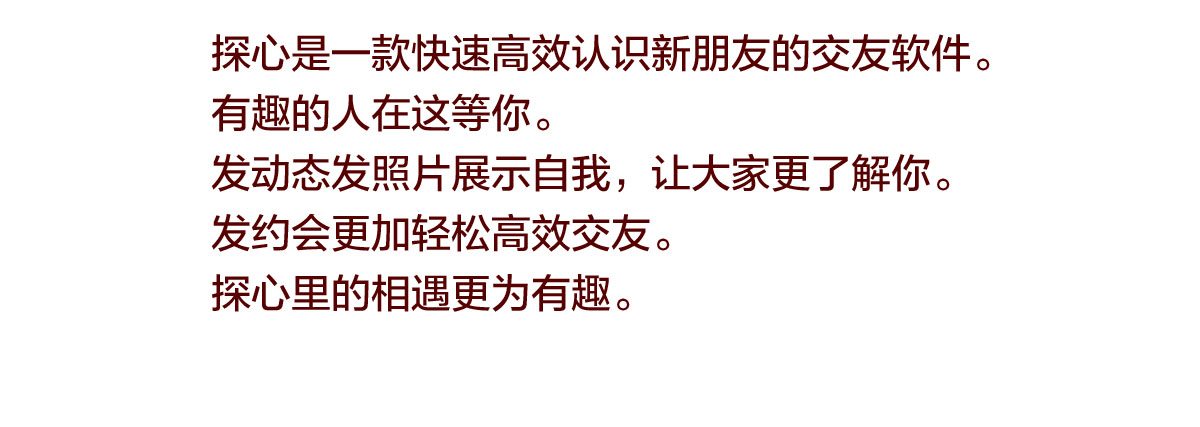 探心是一款快速高效认识新朋友的交友软件。
有趣的人在这等你。
发动态发照片展示自我，让大家更了解你。
发约会更加轻松高效交友。
探心里的相遇更为有趣。